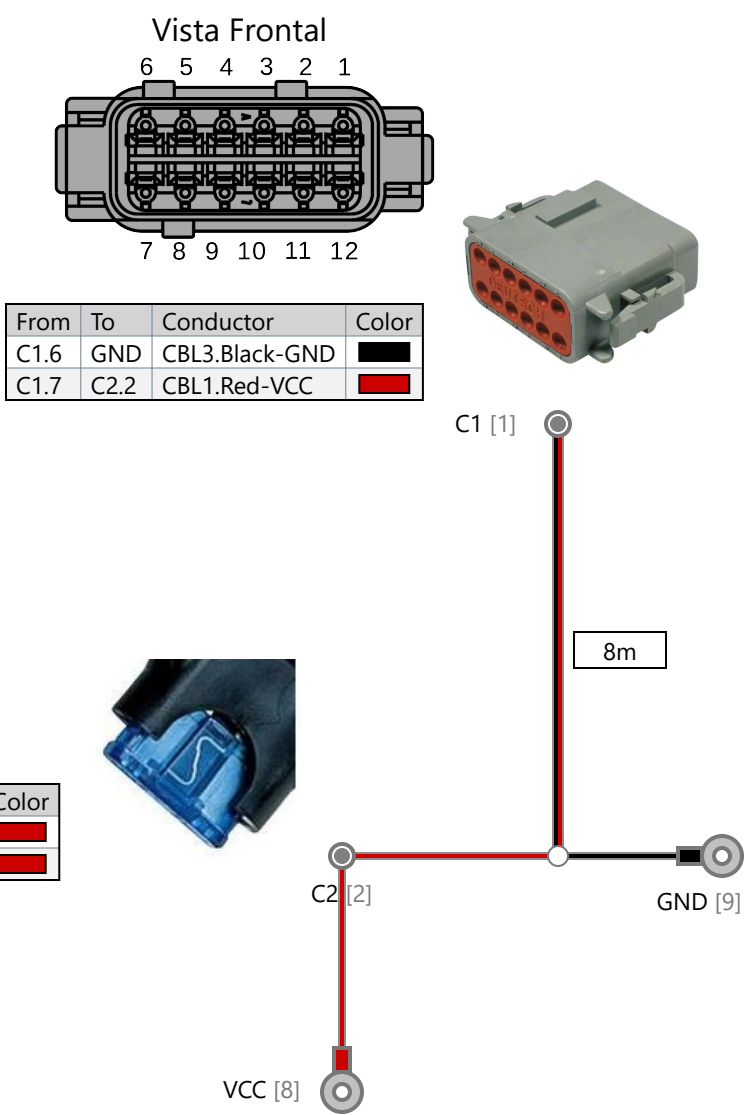 Vista Frontal
6 5 4 3 2 1
7 8 9 10 11 12
DEUTSCH
From To Conductor Color
C1.6 GND CBL3.Black-GND
C1.7 C2.2 CBL1.Red-VCC
C1 [1]
8m
Color
C2 [2]
GND [9]
VCC [8]